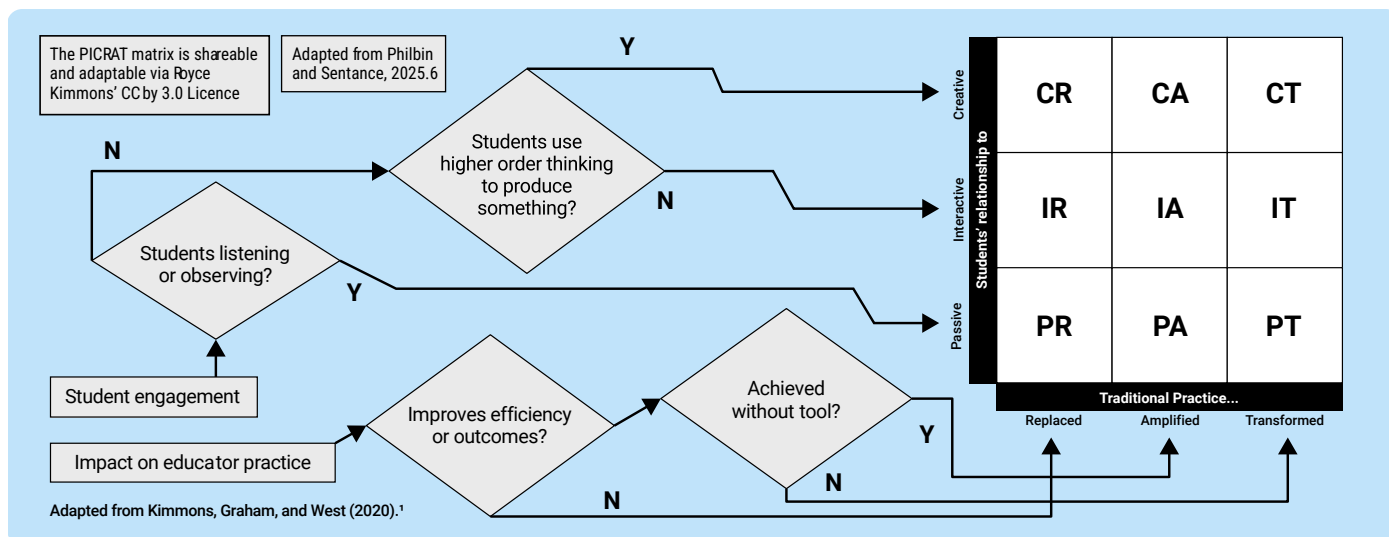 The PICRAT matrix is shareable
and adaptable via Royce
Kimmons' CC by 3.0 Licence
Adapted from Philbin
and Sentance, 2025.6
Y
N
Students use
higher order thinking
to produce
something?
N
Students listening
or observing?
Y
Student engagement
Improves efficiency
or outcomes?
Achieved
without tool?
Y
N
N
Impact on educator practice
Adapted from Kimmons, Graham, and West (2020).¹
Creative
Interactive
Passive
Students' relationship to
CR CA CT
IR IA IT
PR PA PT
Traditional Practice...
Replaced Amplified Transformed